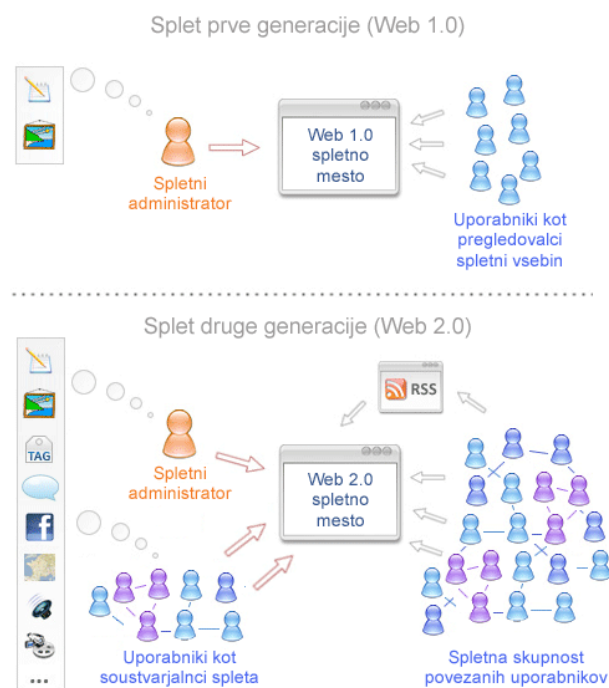 Splet prve generacije (Web 1.0)
Web 1.0
spletno
mesto
Spletni
administrator
Uporabniki kot
pregledovalci
spletni vsebin
Splet druge generacije (Web 2.0)
RSS
TAG
Spletni
administrator
Web 2.0
spletno
mesto
Uporabniki kot
soustvarjalnci spleta
Spletna skupnost
povezanih uporabnikov